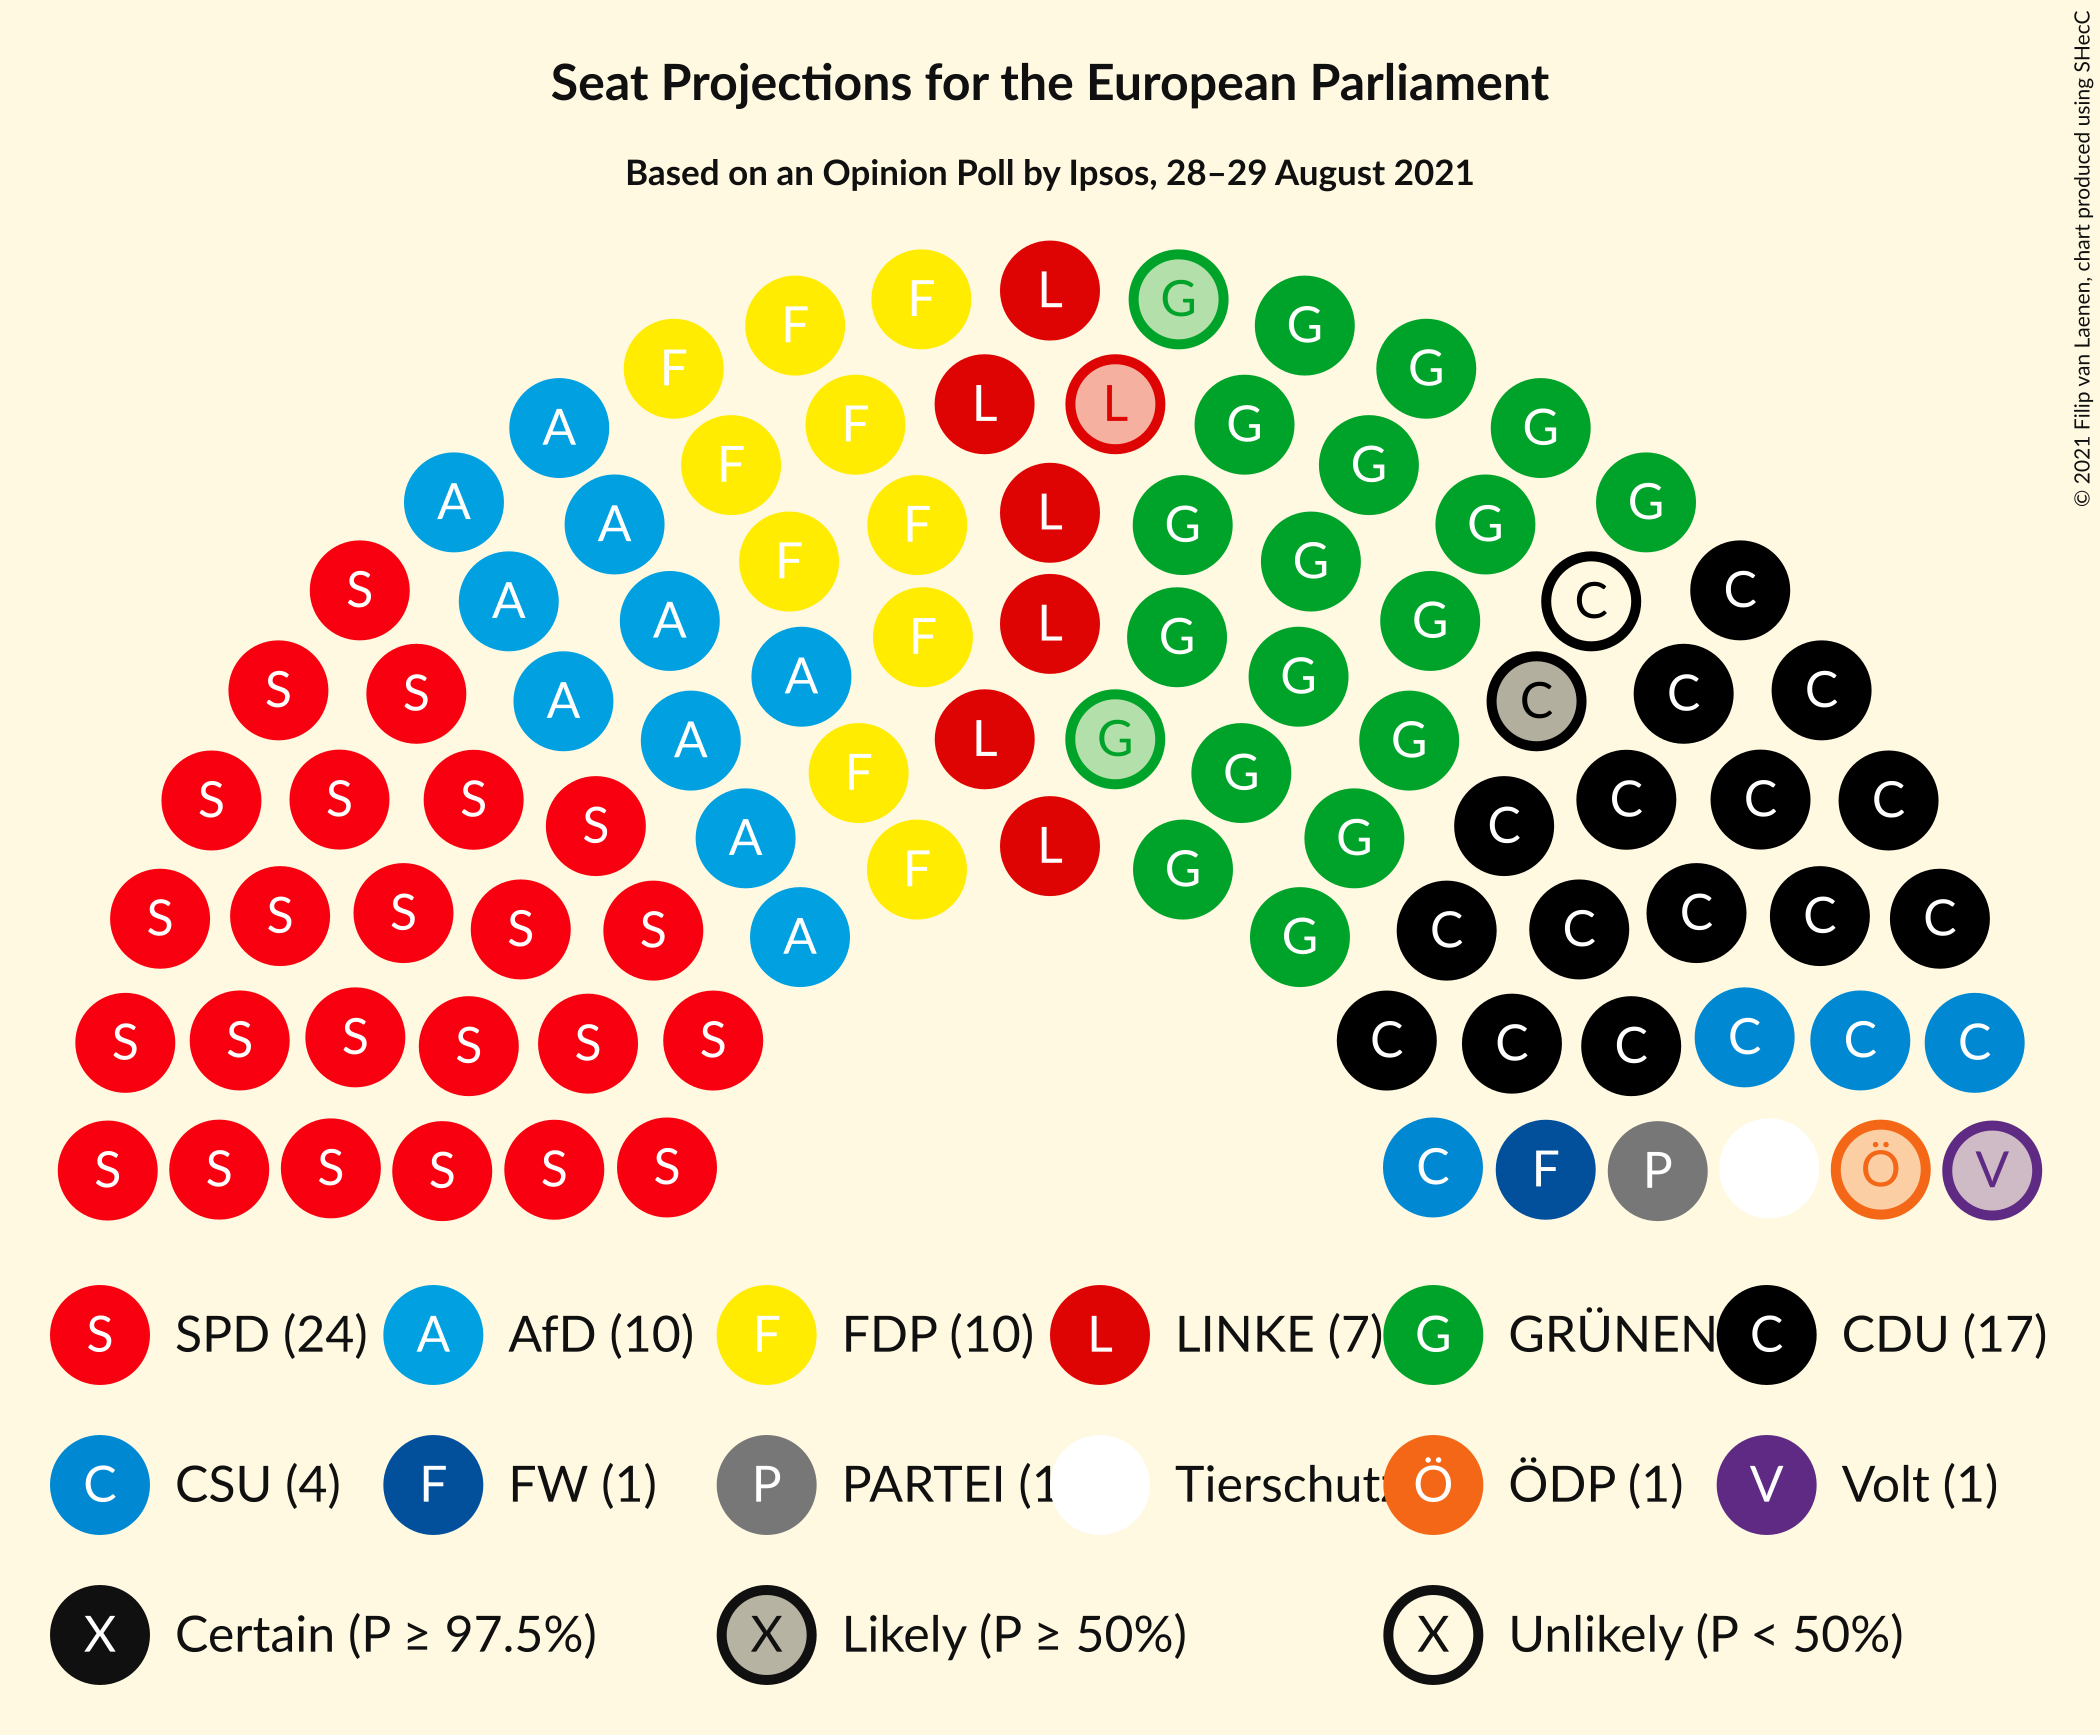 Seat Projections for the European Parliament
Based on an Opinion Poll by Ipsos, 28–29 August 2021
© 2021 Filip van Laenen, chart produced using SHecC
L
F G
F G
F L L G
F G
A F G G
F G
A L G
A F G G
F G
S A C C
A F L G G
A G
S A G C
S A G C C
A L G G
S S S F G C C C
S S A G C
F L G
S S S S S C C C C C
A G
S S S S S S C C C C C C
S S S S S S C F P Ö V
S SPD (24) A AfD (10) F FDP (10) L LINKE (7) G GRÜNEN C CDU (17)
C CSU (4) F FW (1) P PARTEI (1 Tierschutz Ö ÖDP (1) V Volt (1)
X Certain (P ≥ 97.5%) X Likely (P ≥ 50%) X Unlikely (P < 50%)